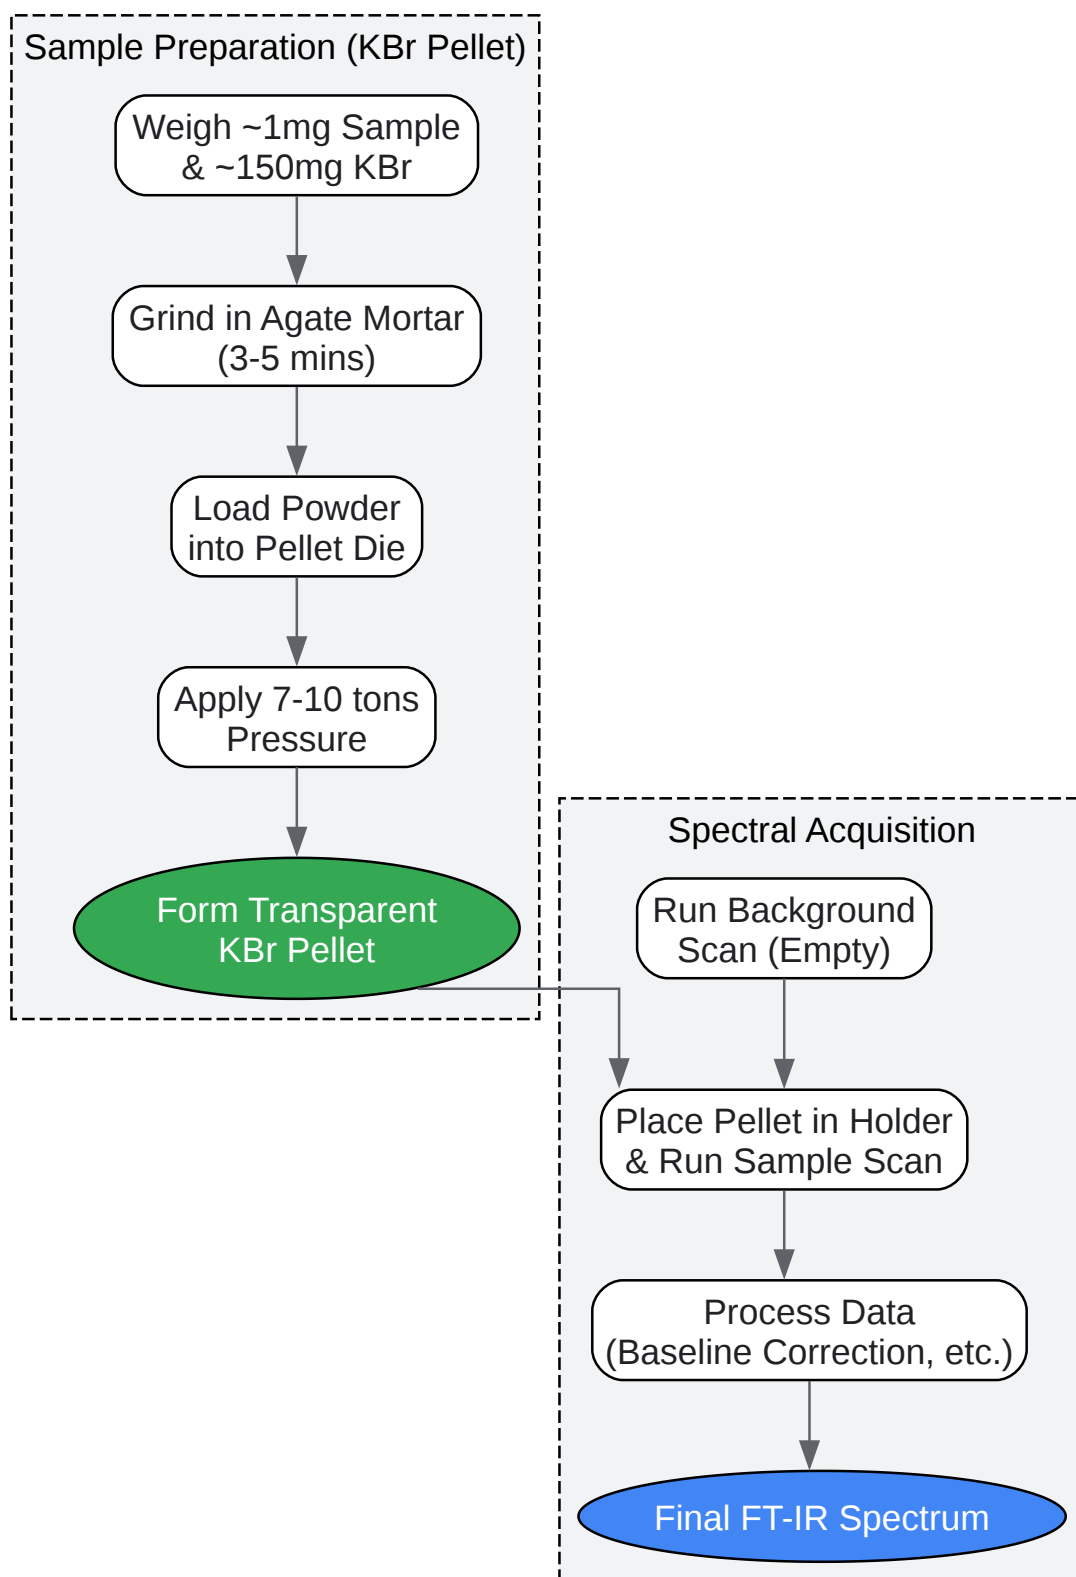 Sample Preparation (KBr Pellet)
Weigh ~1mg Sample
& ~150mg KBr
Grind in Agate Mortar
(3-5 mins)
Load Powder
into Pellet Die
Apply 7-10 tons
Pressure
Form Transparent
KBr Pellet
Spectral Acquisition
Run Background
Scan (Empty)
Place Pellet in Holder
& Run Sample Scan
Process Data
(Baseline Correction, etc.)
Final FT-IR Spectrum